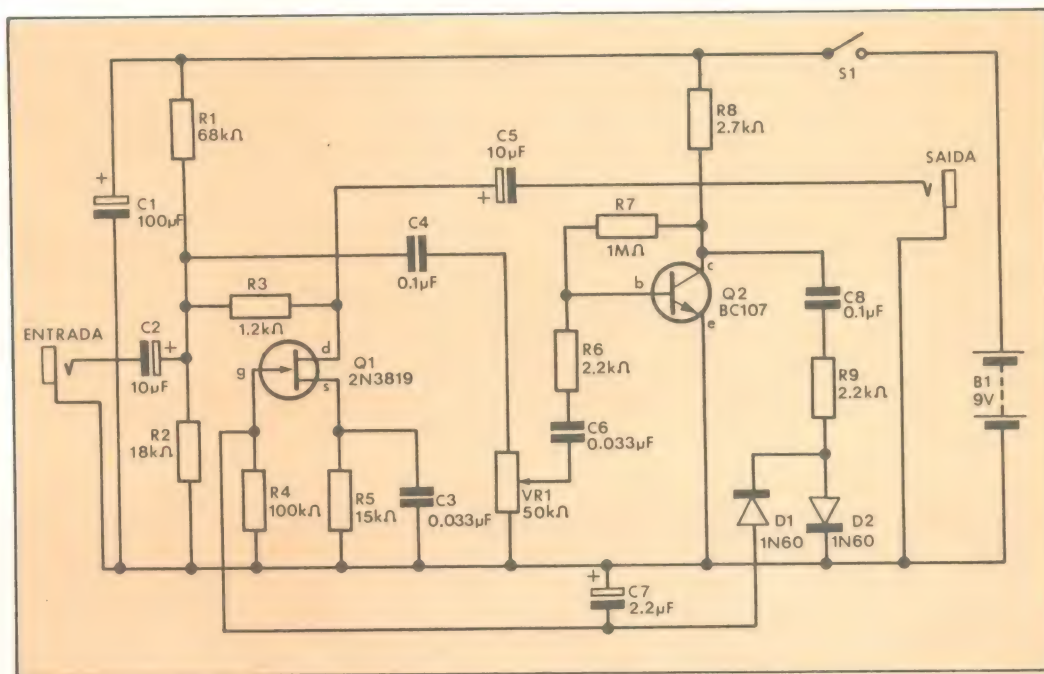 S1
R1
68kΩ
R8
2.7kΩ
C5
10µF
+
SAIDA
+
C1
100µF
R7
1MΩ
C4
0.1µF
c
b
Q2
BC107
e
C8
0.1µF
R3
1.2kΩ
ENTRADA
C2
+
10µF
d
g
Q1
2N3819
s
R6
2.2kΩ
R9
2.2kΩ
B1
9V
C6
0.033µF
R2
18kΩ
R4
100kΩ
R5
15kΩ
C3
0.033µF
VR1
50kΩ
D1
1N60
D2
1N60
+
C7
2.2µF